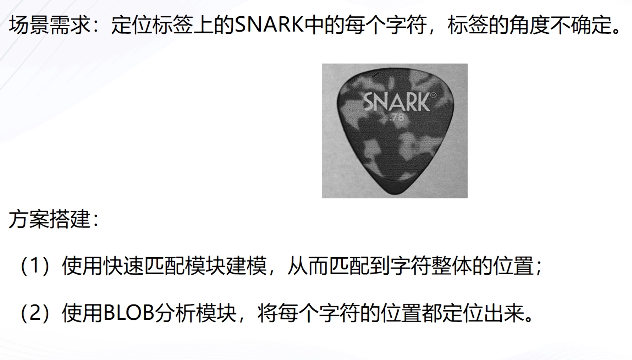 场景需求：定位标签上的SNARK中的每个字符，标签的角度不确定。
SNARK®
.78
方案搭建：
（1）使用快速匹配模块建模，从而匹配到字符整体的位置；
（2）使用BLOB分析模块，将每个字符的位置都定位出来。